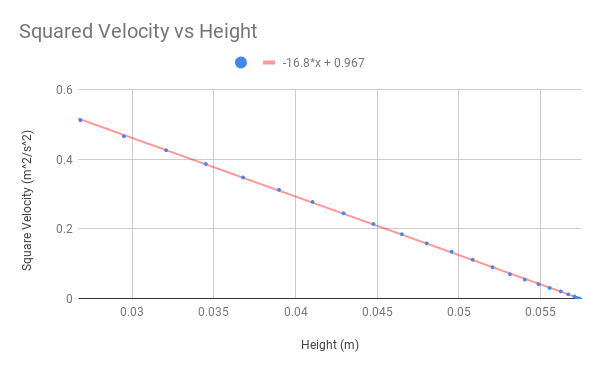 Squared Velocity vs Height
-16.8*x + 0.967
Square Velocity (m^2/s^2)
0.6
0.4
0.2
0
0.03 0.035 0.04 0.045 0.05 0.055
Height (m)